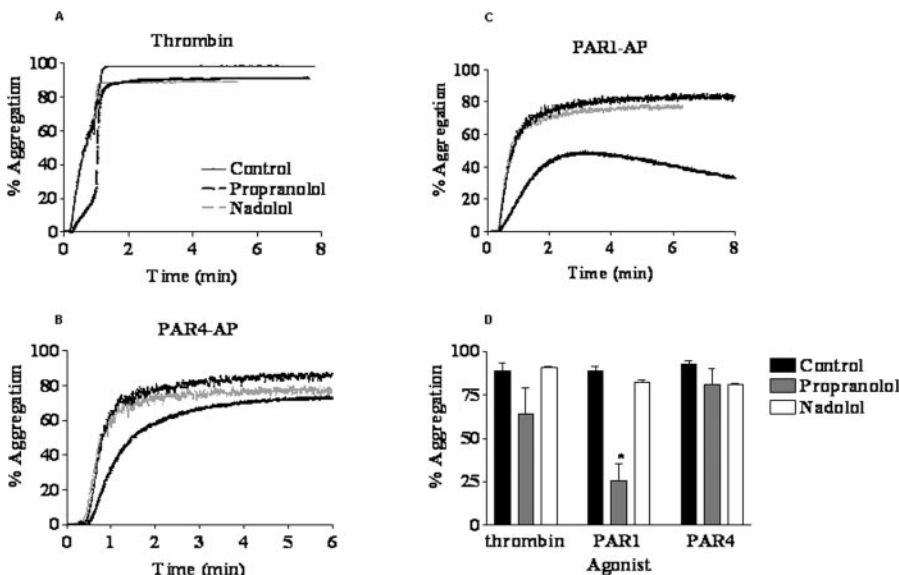 A
Thrombin
100
80
60
40
20
0
% Aggregation
Control
Propranolol
Nadolol
0 2 4 6 8
Time (min)
C
PAR1-AP
100
80
60
40
20
0
% Aggregation
0 2 4 6 8
Time (min)
B
PAR4-AP
100
80
60
40
20
0
% Aggregation
0 1 2 3 4 5 6
Time (min)
D
100
75
50
25
0
% Aggregation
*
thrombin PAR1 PAR4
Agonist
Control
Propranolol
Nadolol